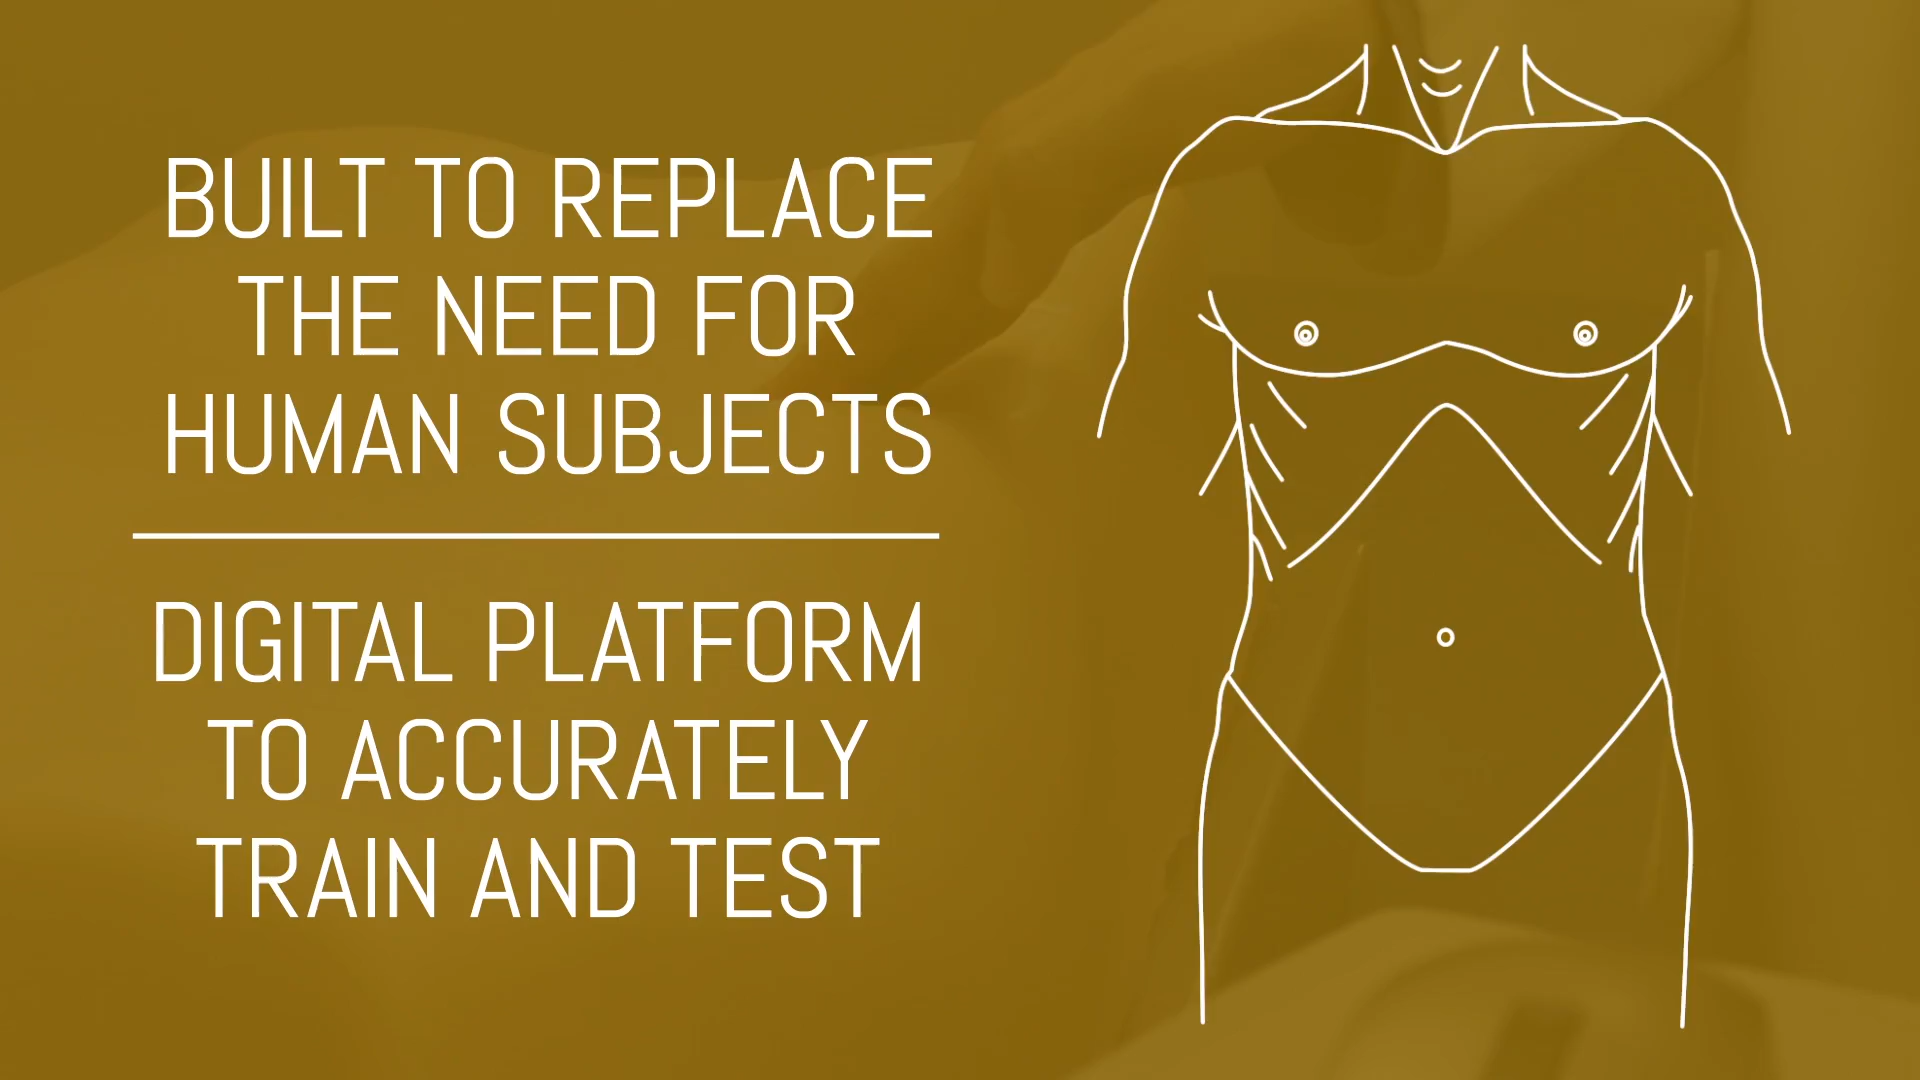 BUILT TO REPLACE
THE NEED FOR
HUMAN SUBJECTS
DIGITAL PLATFORM
TO ACCURATELY
TRAIN AND TEST